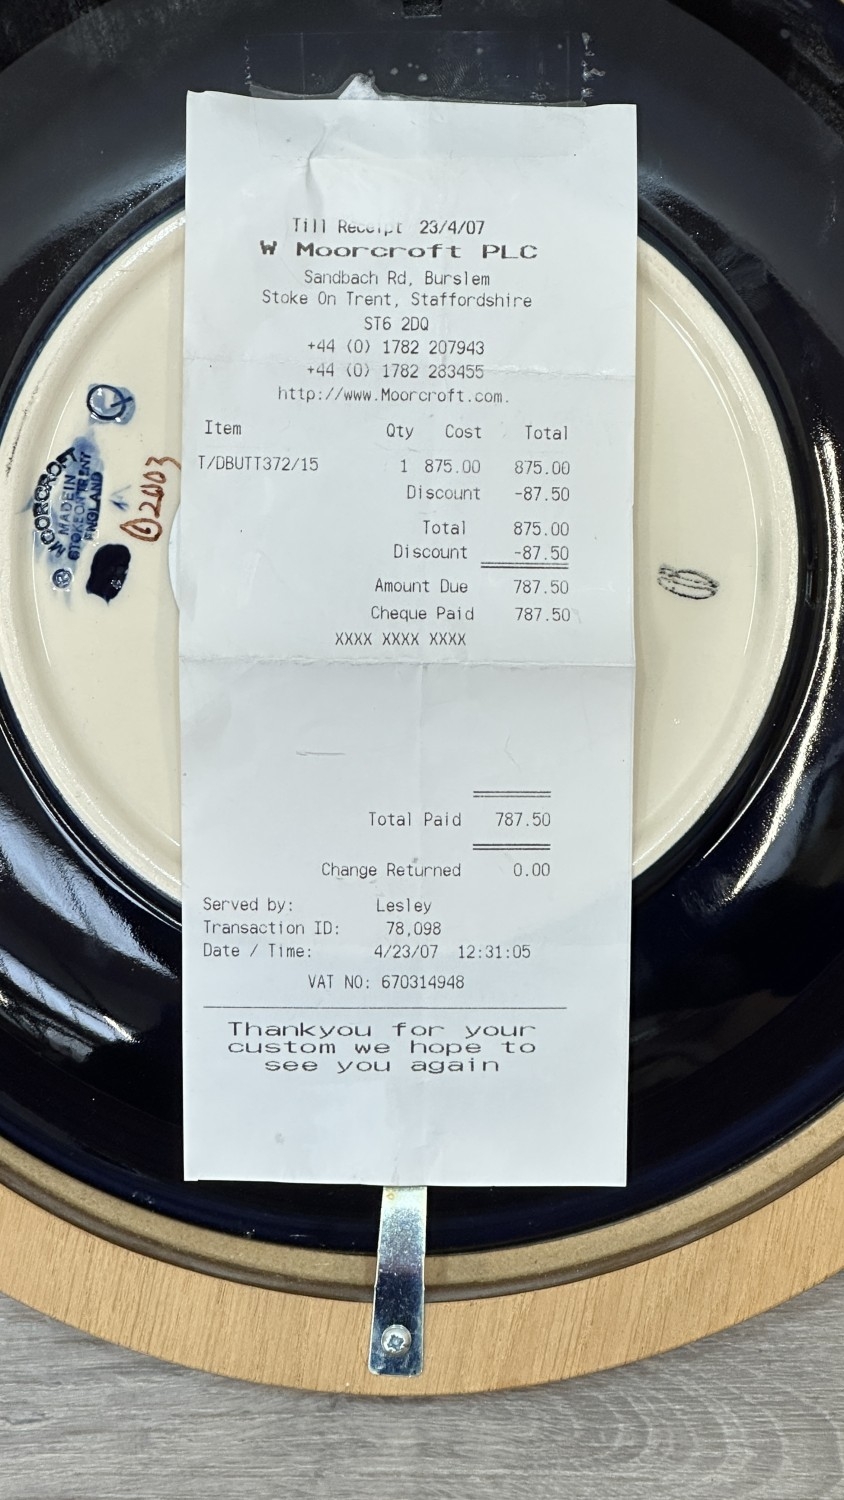 Till Receipt 23/4/07
W Moorcroft PLC
Sandbach Rd, Burslem
Stoke On Trent, Staffordshire
ST6 2DQ
+44 (0) 1782 207943
+44 (0) 1782 283455
http://www.Moorcroft.com.
Item Qty Cost Total
T/DBUTT372/15 1 875.00 875.00
Discount -87.50
Total 875.00
Discount -87.50
Amount Due 787.50
Cheque Paid 787.50
XXXX XXXX XXXX
Total Paid 787.50
Change Returned 0.00
Served by: Lesley
Transaction ID: 78,098
Date / Time: 4/23/07 12:31:05
VAT NO: 670314948
Thankyou for your
custom we hope to
see you again
MOORCROFT
MADE IN
STOKE ON TRENT
ENGLAND
2003